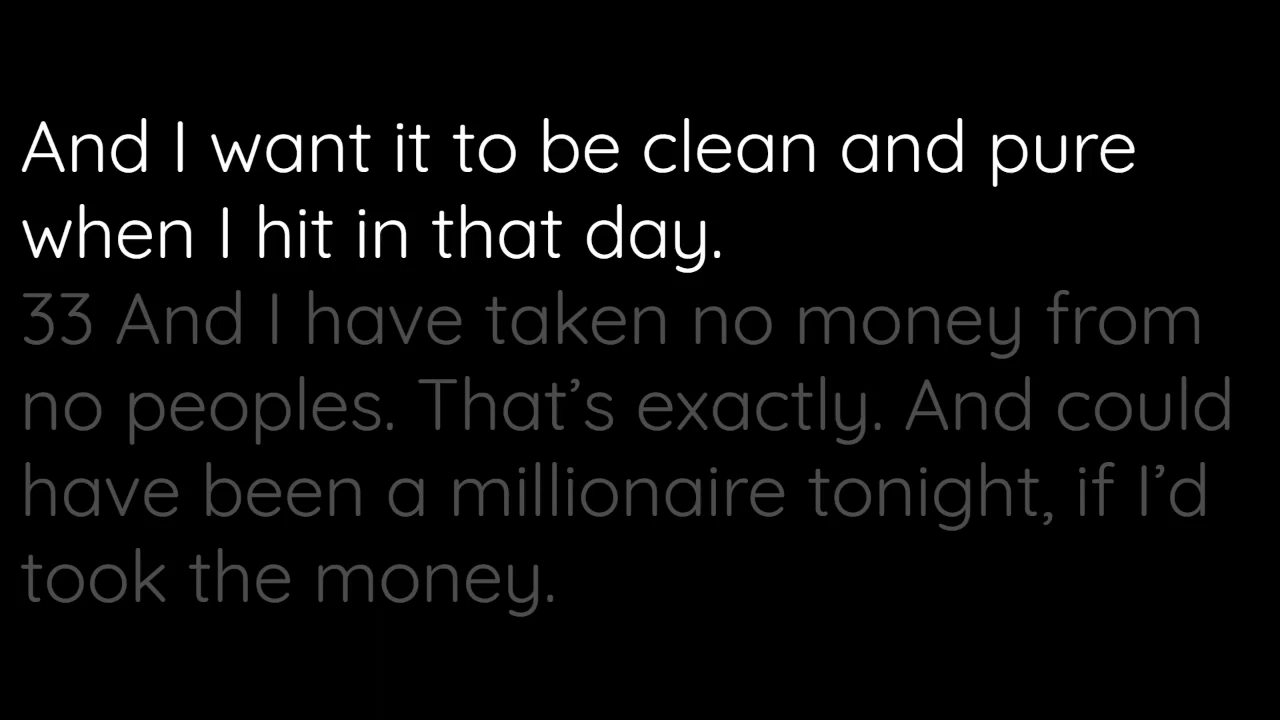 And I want it to be clean and pure
when I hit in that day.
33 And I have taken no money from
no peoples. That’s exactly. And could
have been a millionaire tonight, if I’d
took the money.